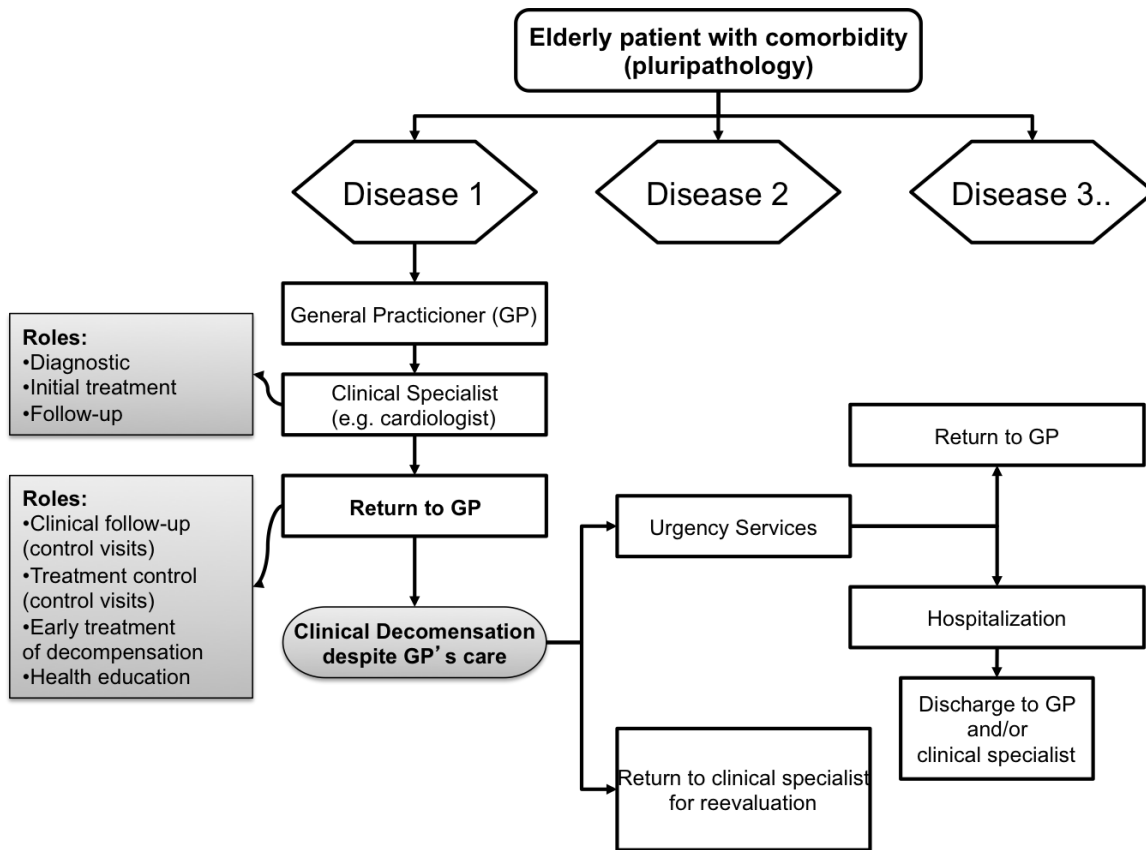 Elderly patient with comorbidity
(pluripathology)
Disease 1
Disease 2
Disease 3..
General Practicioner (GP)
Roles:
•Diagnostic
•Initial treatment
•Follow-up
Clinical Specialist
(e.g. cardiologist)
Return to GP
Roles:
•Clinical follow-up
(control visits)
•Treatment control
(control visits)
•Early treatment
of decompensation
•Health education
Return to GP
Urgency Services
Clinical Decomensation
despite GP's care
Hospitalization
Discharge to GP
and/or
clinical specialist
Return to clinical specialist
for reevaluation